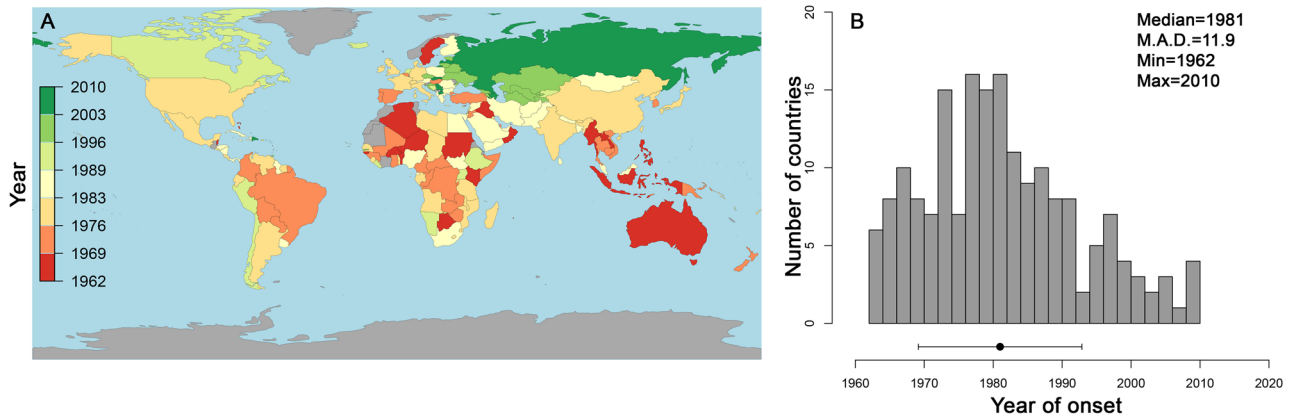 A
Year
2010
2003
1996
1989
1983
1976
1969
1962
B
Median=1981
M.A.D.=11.9
Min=1962
Max=2010
Number of countries
20
15
10
5
0
1960
1970
1980
1990
2000
2010
2020
Year of onset